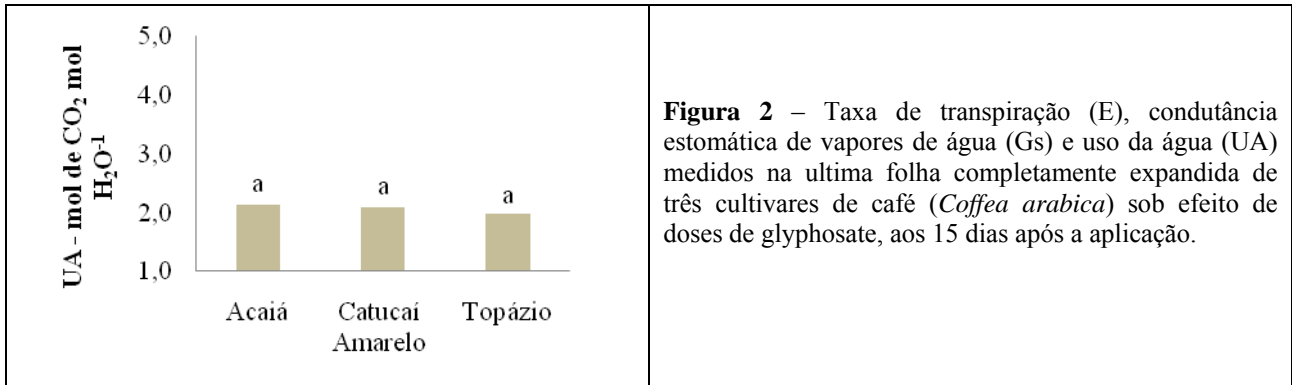 UA - mol de CO₂ mol
H₂O⁻¹
5,0
4,0
3,0
2,0
1,0
a
a
a
Acaiá
Catucaí
Amarelo
Topázio
Figura 2 – Taxa de transpiração (E), condutância
estomática de vapores de água (Gs) e uso da água (UA)
medidos na ultima folha completamente expandida de
três cultivares de café (Coffea arabica) sob efeito de
doses de glyphosate, aos 15 dias após a aplicação.